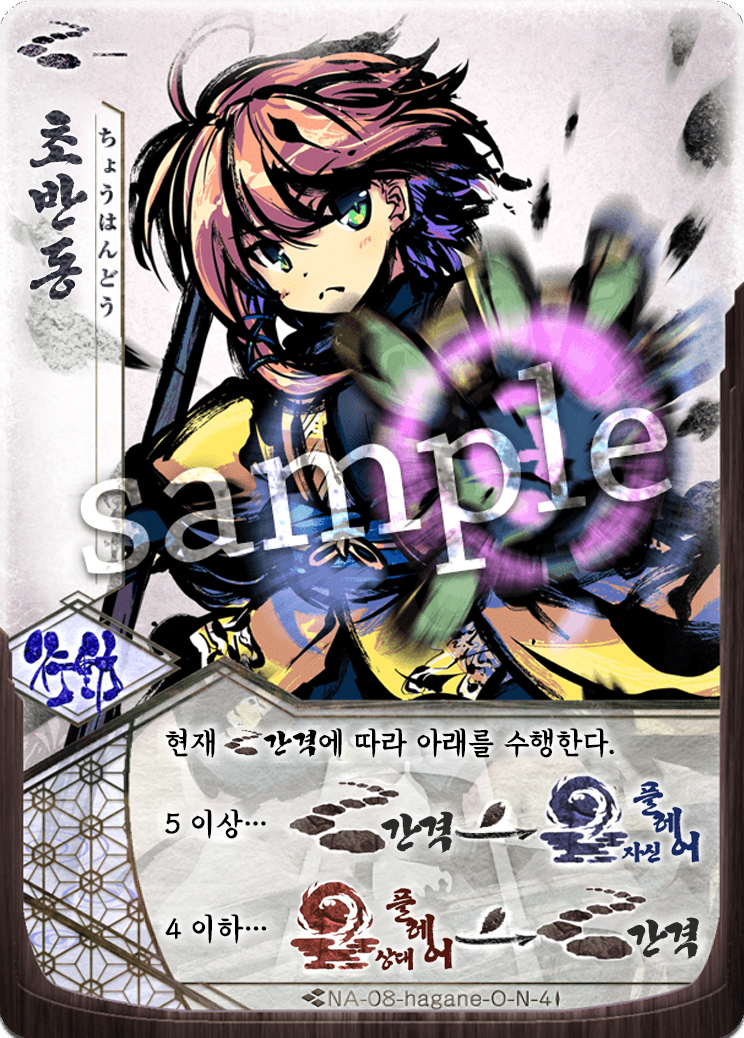 초반동
ちょうはんどう
sample
행동
현재 간격에 따라 아래를 수행한다.
5 이상… 간격 → 자신 플레어
4 이하… 상대 플레어 → 간격
NA-08-hagane-O-N-4